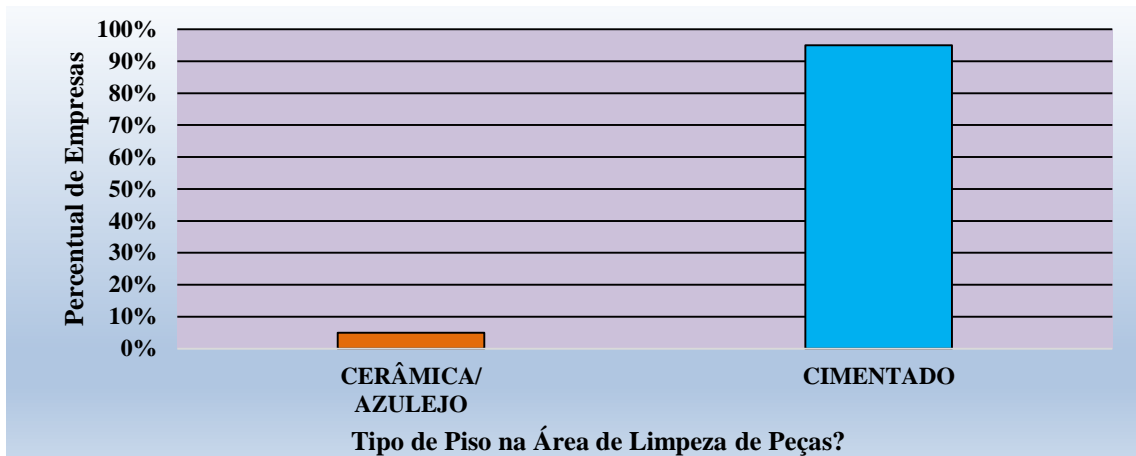 Percentual de Empresas
100%
90%
80%
70%
60%
50%
40%
30%
20%
10%
0%
CERÂMICA/
AZULEJO
CIMENTADO
Tipo de Piso na Área de Limpeza de Peças?